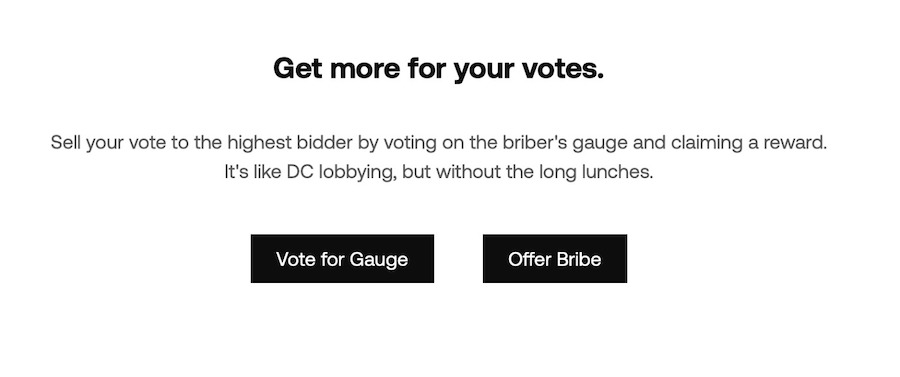 Get more for your votes.
Sell your vote to the highest bidder by voting on the briber's gauge and claiming a reward.
It's like DC lobbying, but without the long lunches.
Vote for Gauge
Offer Bribe